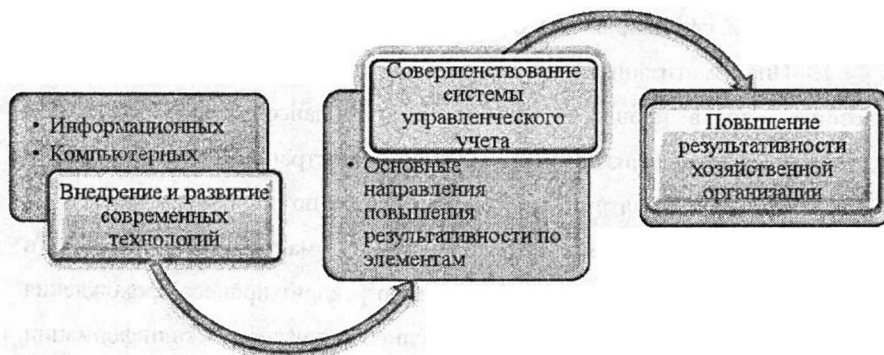 • Информационных
• Компьютерных
Внедрение и развитие
современных
технологий
Совершенствование
системы
управленческого
учета
• Основные
направления
повышения
результативности по
элементам
Повышение
результативности
хозяйственной
организации